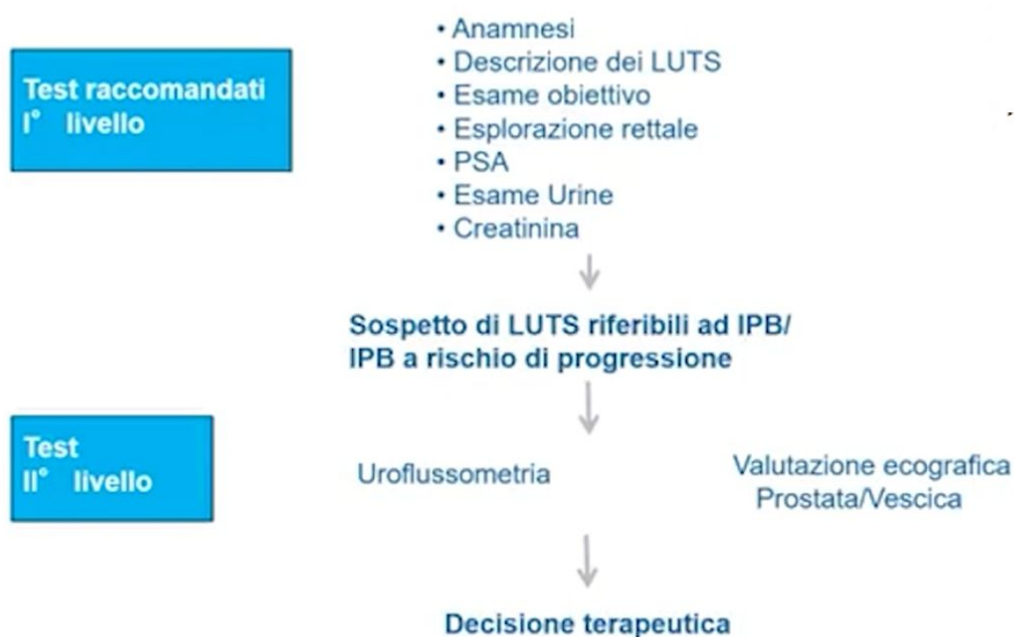 Test raccomandati
I° livello
• Anamnesi
• Descrizione dei LUTS
• Esame obiettivo
• Esplorazione rettale
• PSA
• Esame Urine
• Creatinina
Sospetto di LUTS riferibili ad IPB/
IPB a rischio di progressione
Test
II° livello
Uroflussometria
Valutazione ecografica
Prostata/Vescica
Decisione terapeutica